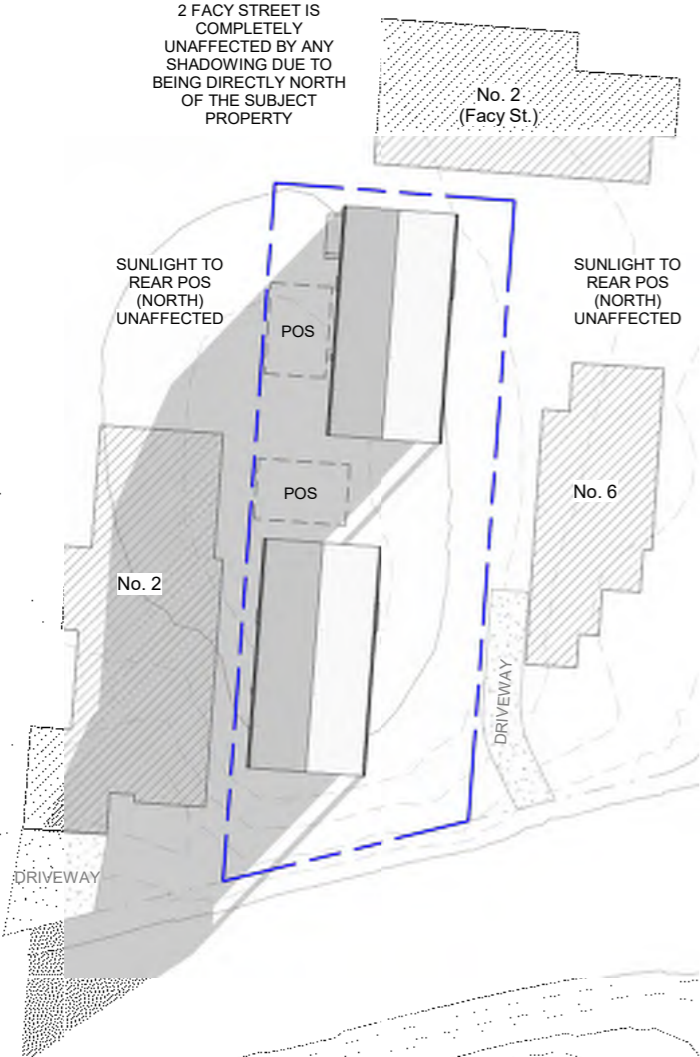 2 FACY STREET IS
COMPLETELY
UNAFFECTED BY ANY
SHADOWING DUE TO
BEING DIRECTLY NORTH
OF THE SUBJECT
PROPERTY
No. 2
(Facy St.)
SUNLIGHT TO
REAR POS
(NORTH)
UNAFFECTED
SUNLIGHT TO
REAR POS
(NORTH)
UNAFFECTED
POS
POS
No. 6
No. 2
DRIVEWAY
DRIVEWAY